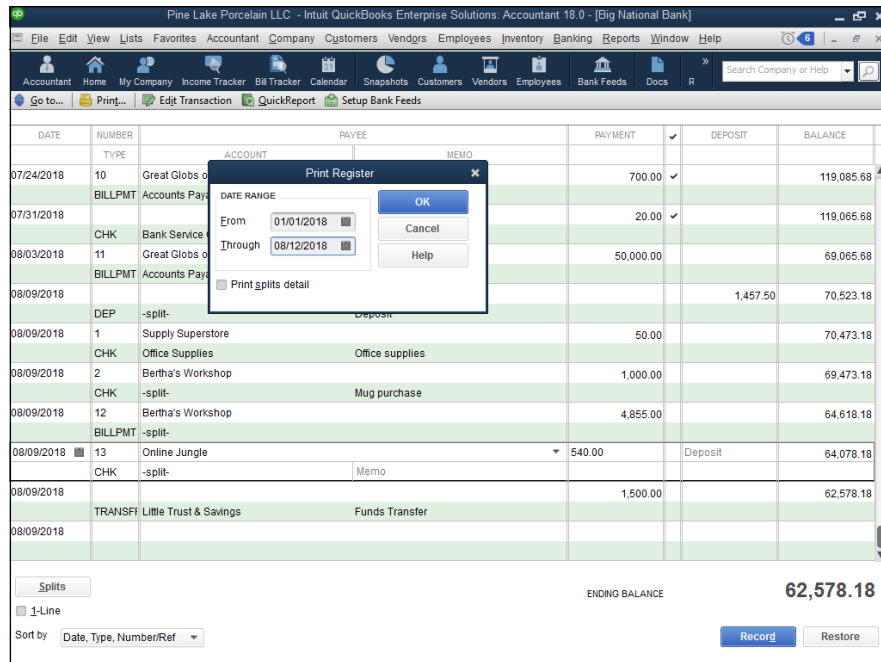 Pine Lake Porcelain LLC - Intuit QuickBooks Enterprise Solutions: Accountant 18.0 - [Big National Bank]
File Edit View Lists Favorites Accountant Company Customers Vendors Employees Inventory Banking Reports Window Help 6
Accountant Home My Company Income Tracker Bill Tracker Calendar Snapshots Customers Vendors Employees Bank Feeds Docs R Search Company or Help
Go to... Print... Edit Transaction QuickReport Setup Bank Feeds
DATE NUMBER PAYEE PAYMENT ✓ DEPOSIT BALANCE
TYPE ACCOUNT MEMO
07/24/2018 10 Great Globs o 700.00 ✓ 119,085.68
BILLPMT Accounts Paya
07/31/2018 20.00 ✓ 119,065.68
CHK Bank Service
08/03/2018 11 Great Globs o 50,000.00 69,065.68
BILLPMT Accounts Paya
Print Register
DATE RANGE
From 01/01/2018
Through 08/12/2018
Print splits detail
OK
Cancel
Help
08/09/2018 1,457.50 70,523.18
DEP -split- Deposit
08/09/2018 1 Supply Superstore 50.00 70,473.18
CHK Office Supplies Office supplies
08/09/2018 2 Bertha's Workshop 1,000.00 69,473.18
CHK -split- Mug purchase
08/09/2018 12 Bertha's Workshop 4,855.00 64,618.18
BILLPMT -split-
08/09/2018 13 Online Jungle 540.00 Deposit 64,078.18
CHK -split- Memo
08/09/2018 1,500.00 62,578.18
TRANSFR Little Trust & Savings Funds Transfer
08/09/2018
Splits ENDING BALANCE 62,578.18
1-Line
Sort by Date, Type, Number/Ref Record Restore